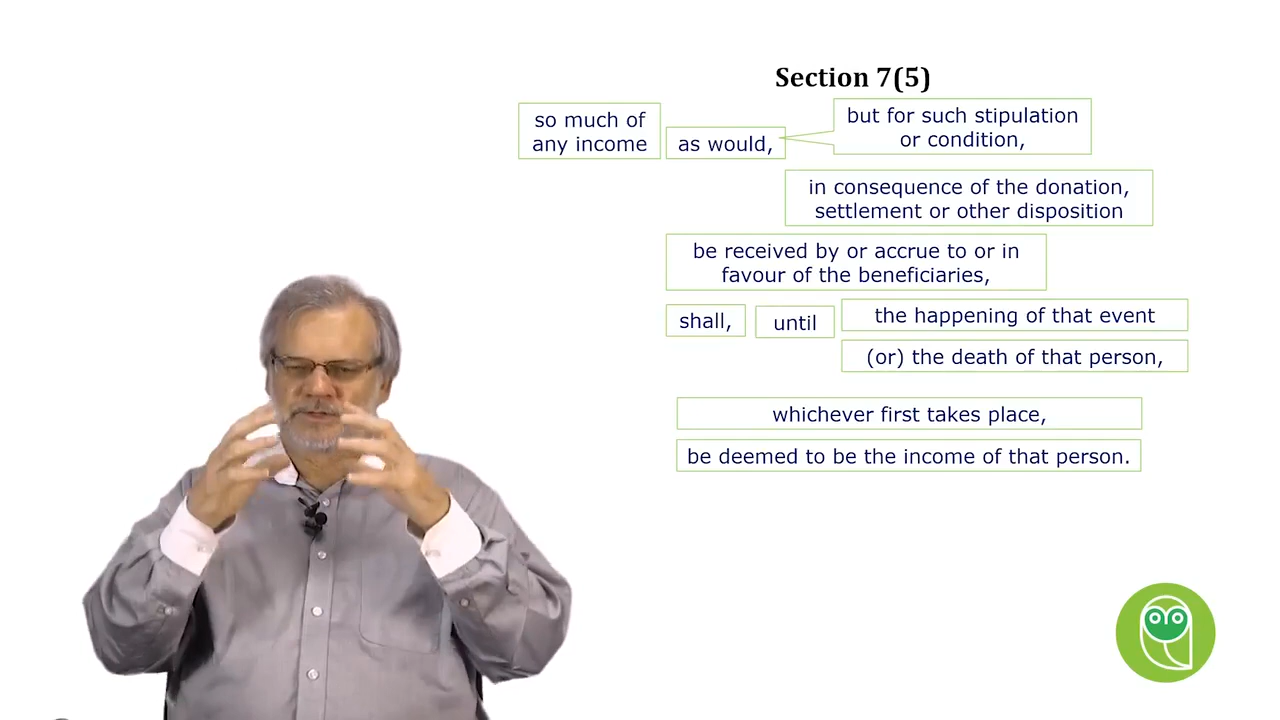 Section 7(5)
so much of
any income
as would,
but for such stipulation
or condition,
in consequence of the donation,
settlement or other disposition
be received by or accrue to or in
favour of the beneficiaries,
shall,
until
the happening of that event
(or) the death of that person,
whichever first takes place,
be deemed to be the income of that person.